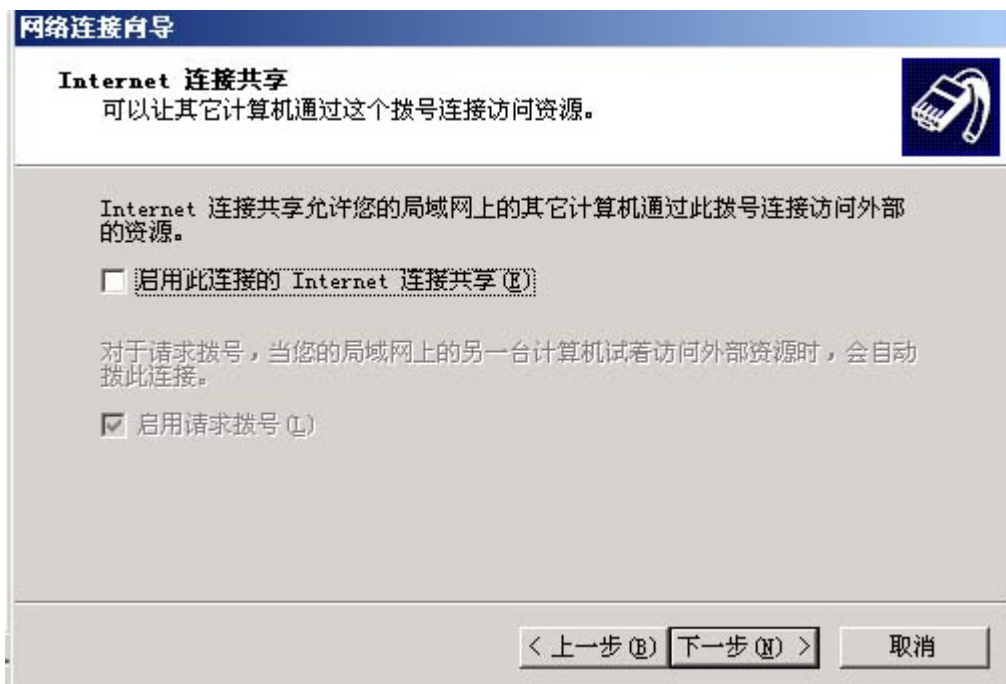 网络连接向导
Internet 连接共享
可以让其它计算机通过这个拨号连接访问资源。
Internet 连接共享允许您的局域网上的其它计算机通过此拨号连接访问外部
的资源。
启用此连接的 Internet 连接共享(E)
对于请求拨号，当您的局域网上的另一台计算机试着访问外部资源时，会自动
拨此连接。
启用请求拨号(L)
< 上一步(B) 下一步(N) > 取消